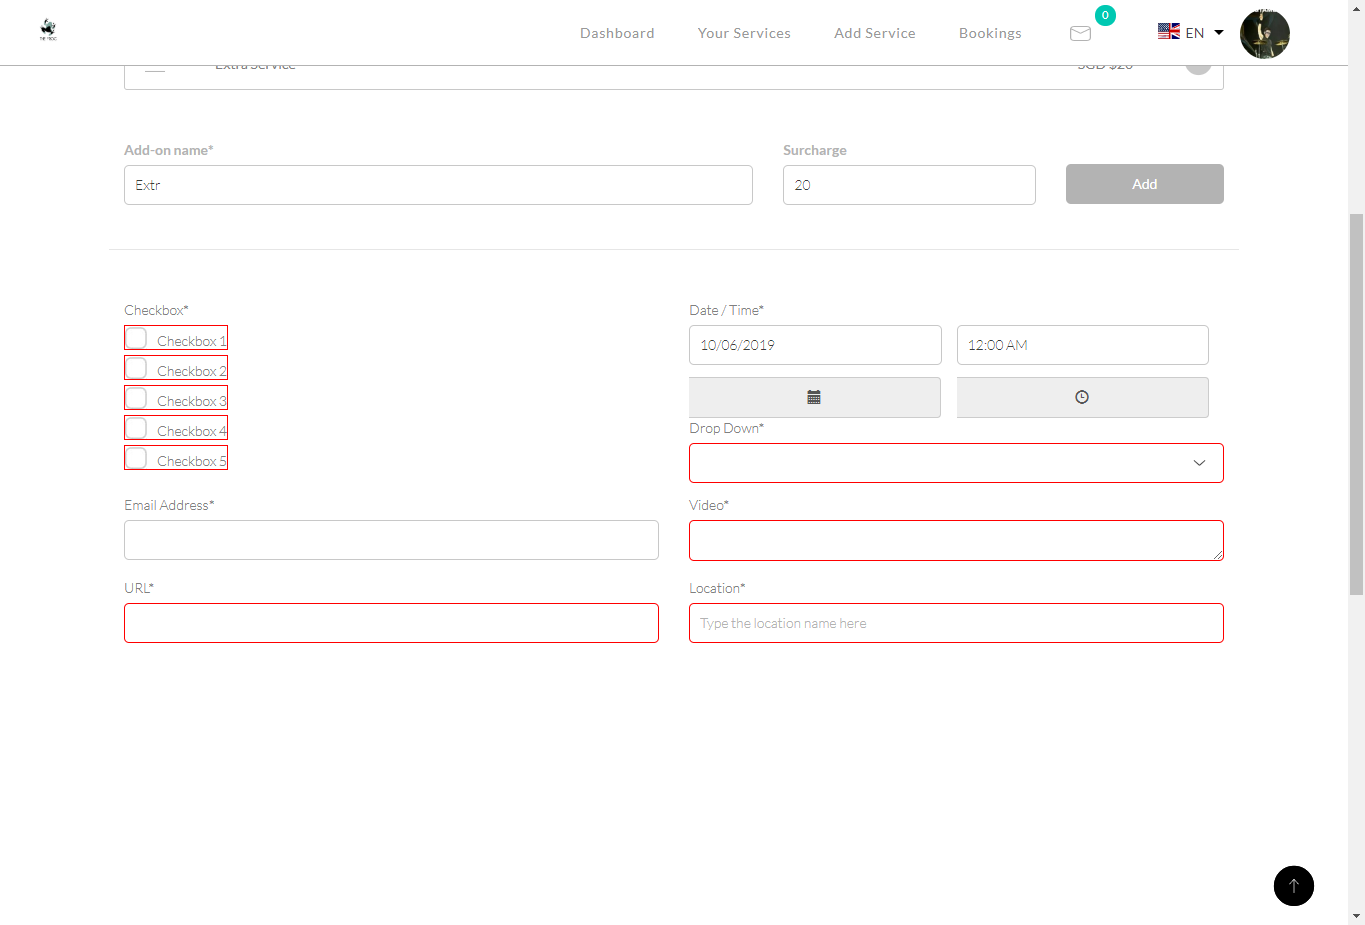 Dashboard
Your Services
Add Service
Bookings
0
EN
Extra Service
SGD $20
Add-on name*
Surcharge
Extr
20
Add
Checkbox*
Checkbox 1
Checkbox 2
Checkbox 3
Checkbox 4
Checkbox 5
Date / Time*
10/06/2019
12:00 AM
Drop Down*
Email Address*
Video*
URL*
Location*
Type the location name here